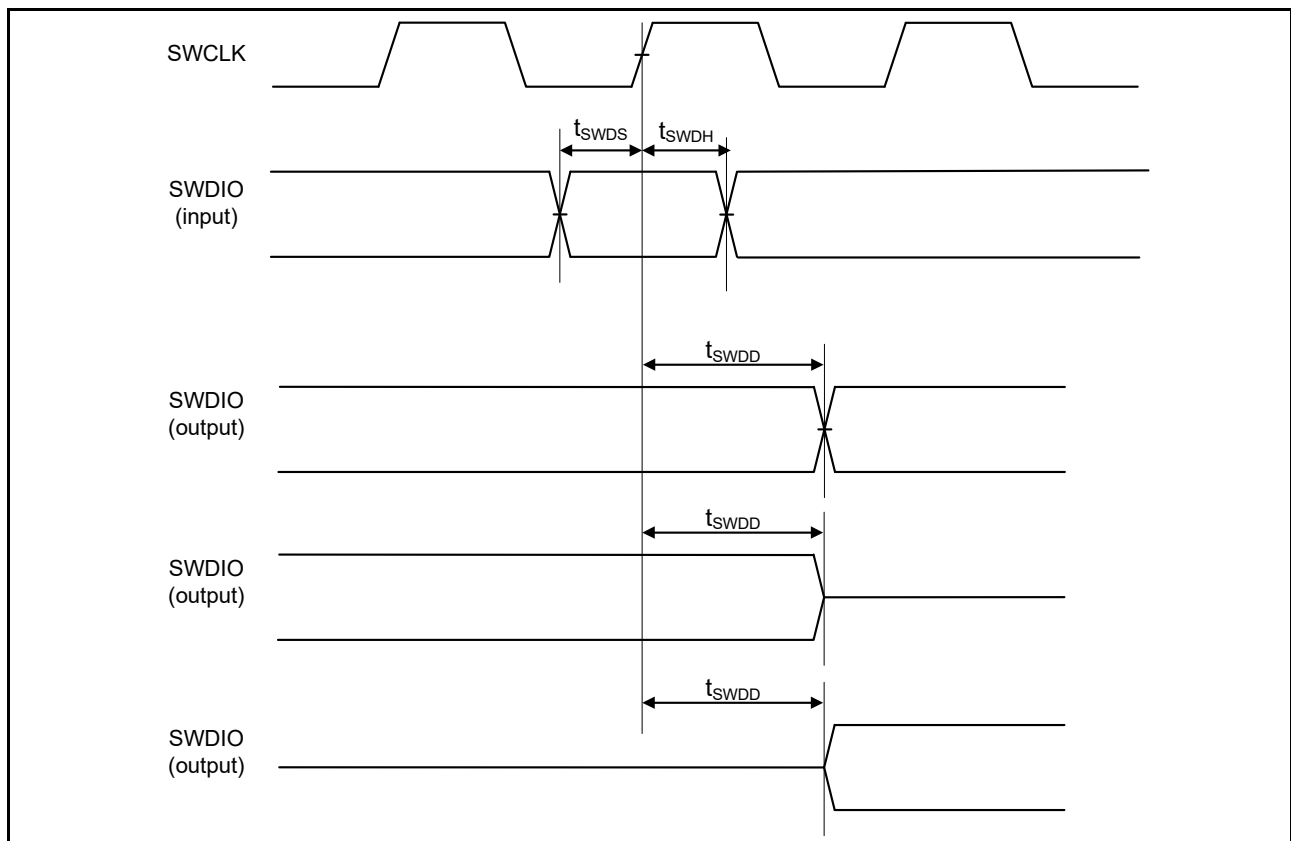 SWCLK
tSWDS tSWDH
SWDIO
(input)
tSWDD
SWDIO
(output)
tSWDD
SWDIO
(output)
tSWDD
SWDIO
(output)